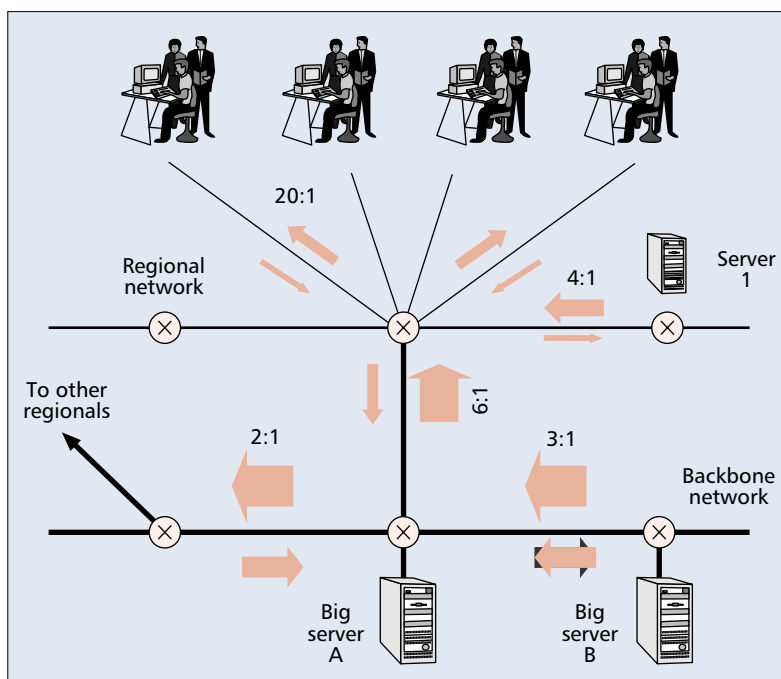 20:1
Regional
network
4:1
Server
1
To other
regionals
6:1
2:1
3:1
Backbone
network
Big
server
A
Big
server
B